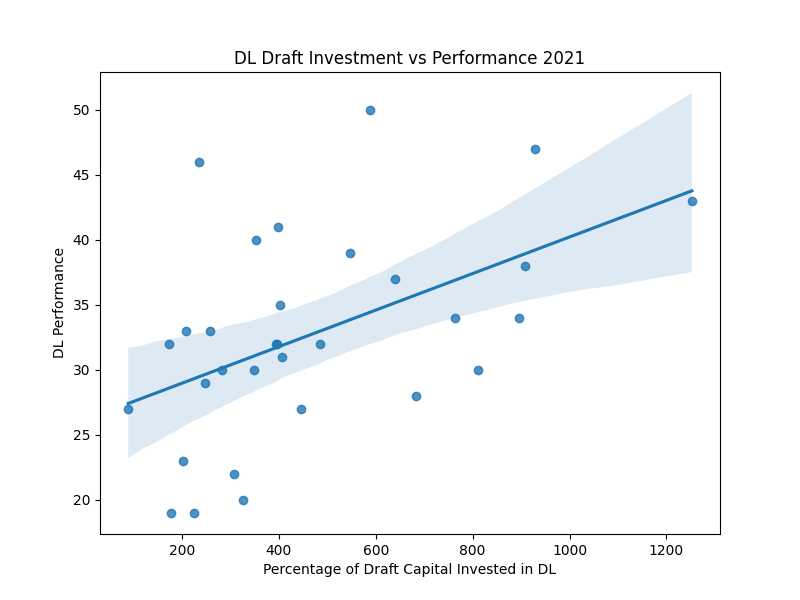 DL Draft Investment vs Performance 2021
50
45
40
35
30
25
20
DL Performance
200 400 600 800 1000 1200
Percentage of Draft Capital Invested in DL